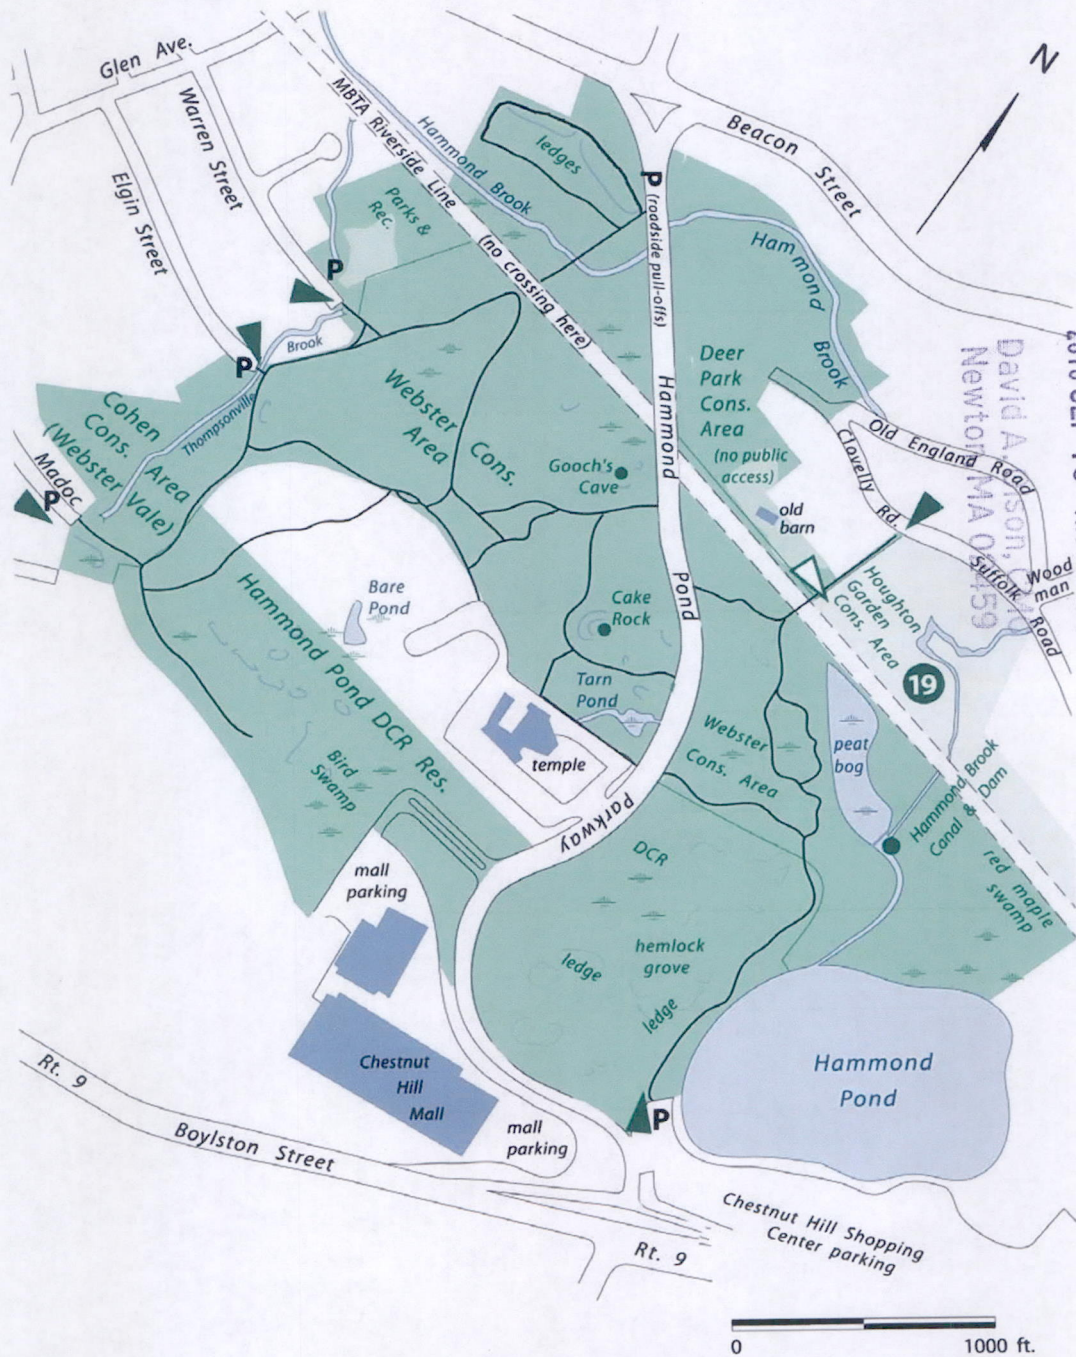 Glen Ave.
Warren Street
Elgin Street
MBTA Riverside Line
(no crossing here)
Hammond Brook
ledges
Parks &
Rec.
P
P
(roadside pull-offs)
Beacon
Street
N
Hammond
Brook
P
Brook
Thompsonville
Cohen
Cons. Area
(Webster Vale)
Madoc
P
Webster Cons.
Area
Gooch's
Cave
Deer
Park
Cons.
Area
(no public
access)
Hammond
Pond
Parkway
Old England Road
Clovelly
Rd.
old
barn
Suffolk
Road
Wood
man
Houghton
Garden
Cons. Area
19
David A.
Newton, MA
Bare
Pond
Hammond Pond DCR Res.
Bird
Swamp
Cake
Rock
Tarn
Pond
temple
Webster
Cons. Area
peat
bog
Hammond Brook
Canal & Dam
red maple
swamp
DCR
hemlock
grove
ledge
ledge
mall
parking
Chestnut
Hill
Mall
mall
parking
P
Hammond
Pond
Rt. 9
Boylston Street
Rt. 9
Chestnut Hill Shopping
Center parking
0
1000 ft.